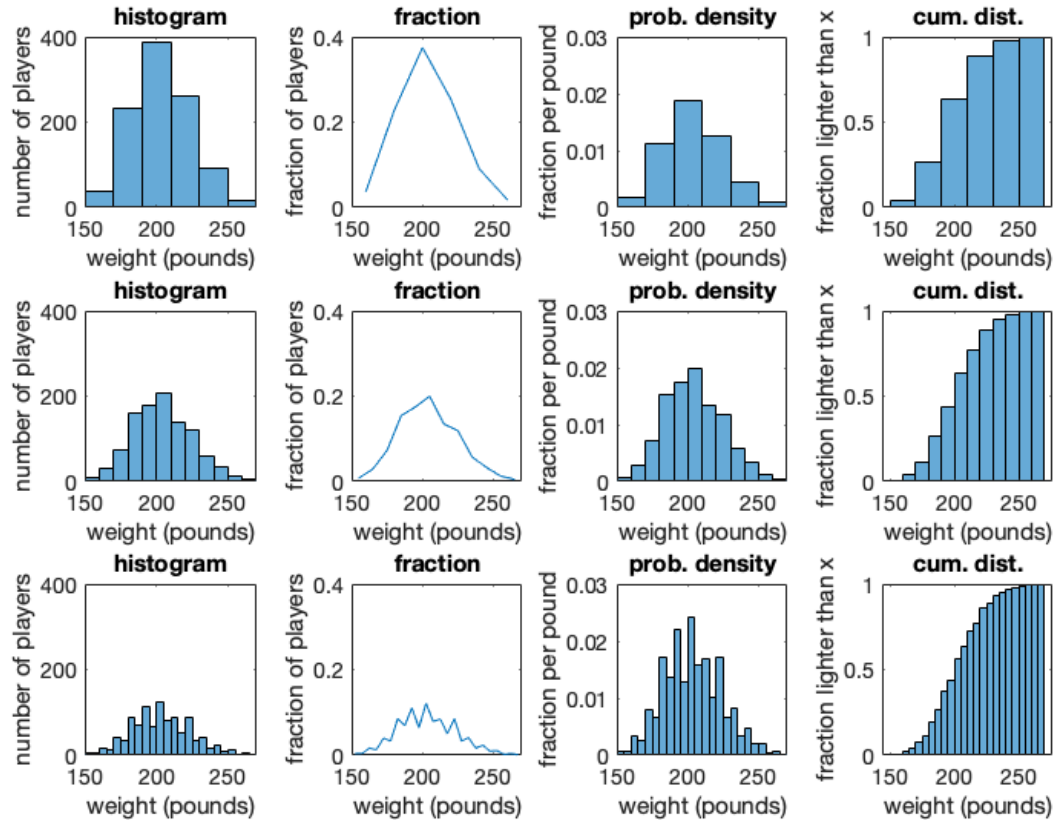 histogram
fraction
prob. density
cum. dist.
number of players
400
200
0
150
200
250
weight (pounds)
fraction of players
0.4
0.2
0
150
200
250
weight (pounds)
fraction per pound
0.03
0.02
0.01
0
150
200
250
weight (pounds)
fraction lighter than x
1
0.5
0
150
200
250
weight (pounds)
histogram
fraction
prob. density
cum. dist.
number of players
400
200
0
150
200
250
weight (pounds)
fraction of players
0.4
0.2
0
150
200
250
weight (pounds)
fraction per pound
0.03
0.02
0.01
0
150
200
250
weight (pounds)
fraction lighter than x
1
0.5
0
150
200
250
weight (pounds)
histogram
fraction
prob. density
cum. dist.
number of players
400
200
0
150
200
250
weight (pounds)
fraction of players
0.4
0.2
0
150
200
250
weight (pounds)
fraction per pound
0.03
0.02
0.01
0
150
200
250
weight (pounds)
fraction lighter than x
1
0.5
0
150
200
250
weight (pounds)